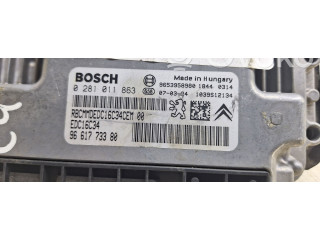 BOSCH
Made in Hungary
0 281 011 863
9653958980 1844 0314
07-03-04 1039S12134
RBCMMDEDC16C34CEM 00
EDC16C34
96 617 733 80